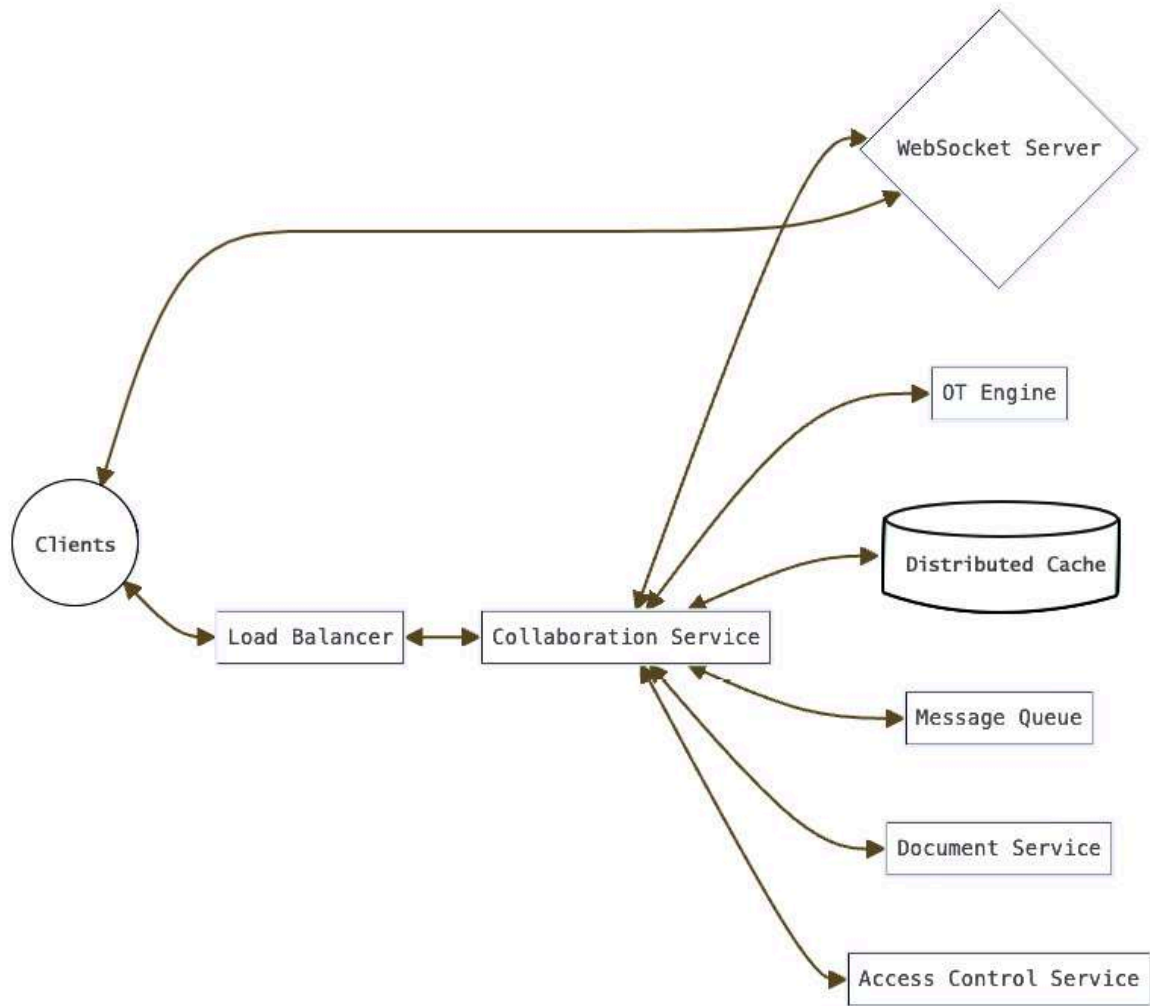 WebSocket Server
OT Engine
Clients
Distributed Cache
Load Balancer
Collaboration Service
Message Queue
Document Service
Access Control Service